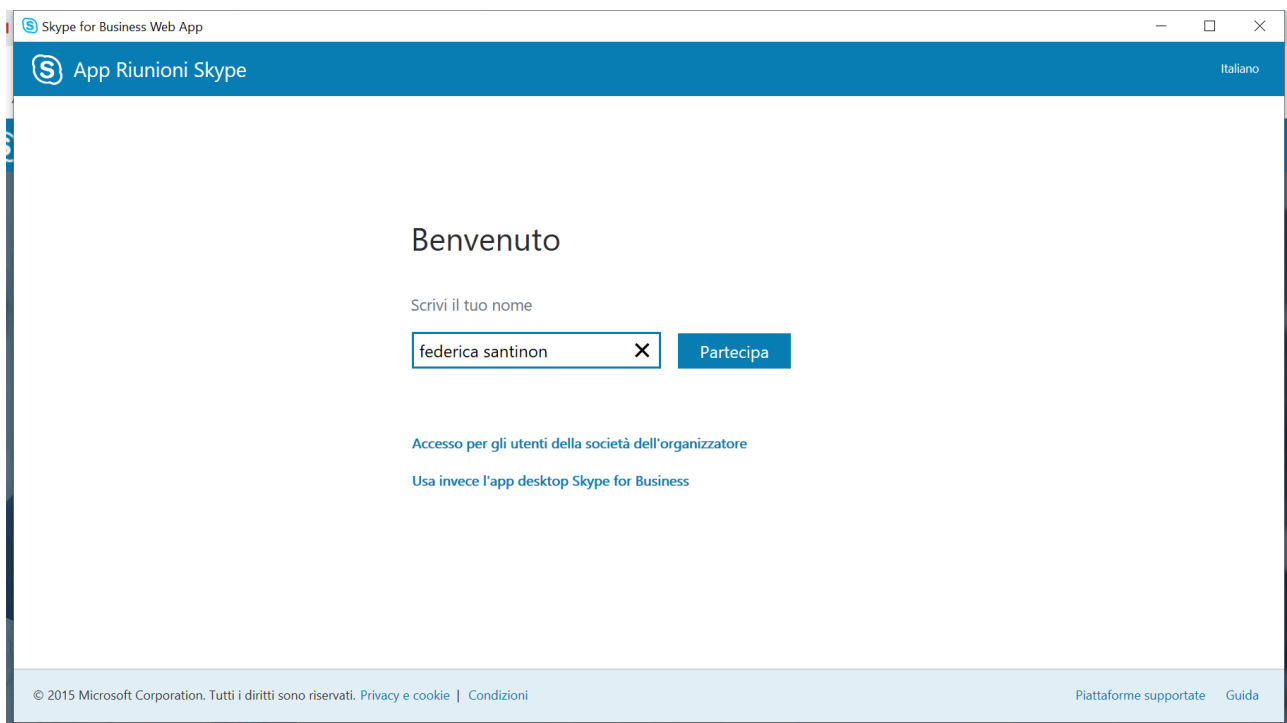 Skype for Business Web App
App Riunioni Skype
Italiano
Benvenuto
Scrivi il tuo nome
federica santinon
Partecipa
Accesso per gli utenti della società dell'organizzatore
Usa invece l'app desktop Skype for Business
© 2015 Microsoft Corporation. Tutti i diritti sono riservati. Privacy e cookie | Condizioni
Piattaforme supportate Guida